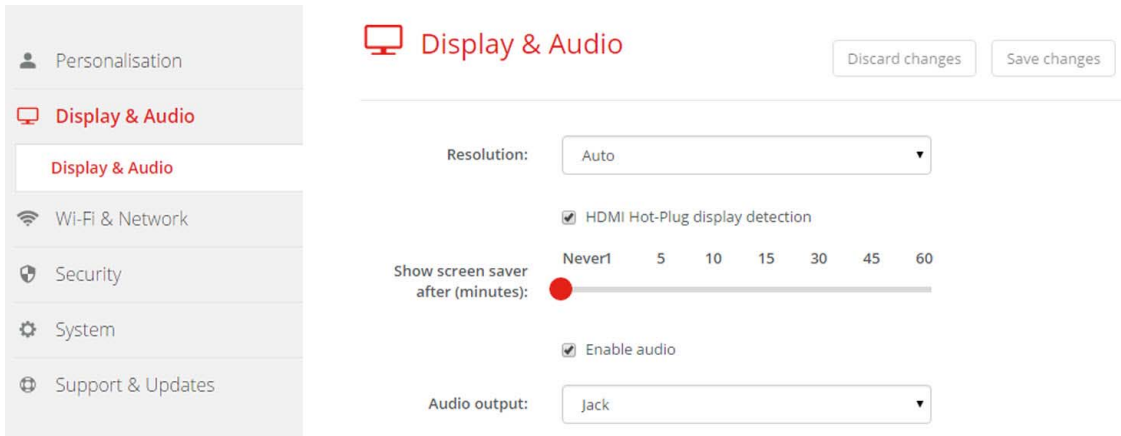 Personalisation
Display & Audio
Display & Audio
Wi-Fi & Network
Security
System
Support & Updates
Display & Audio
Discard changes
Save changes
Resolution:
Auto
HDMI Hot-Plug display detection
Show screen saver
after (minutes):
Never1 5 10 15 30 45 60
Enable audio
Audio output:
Jack